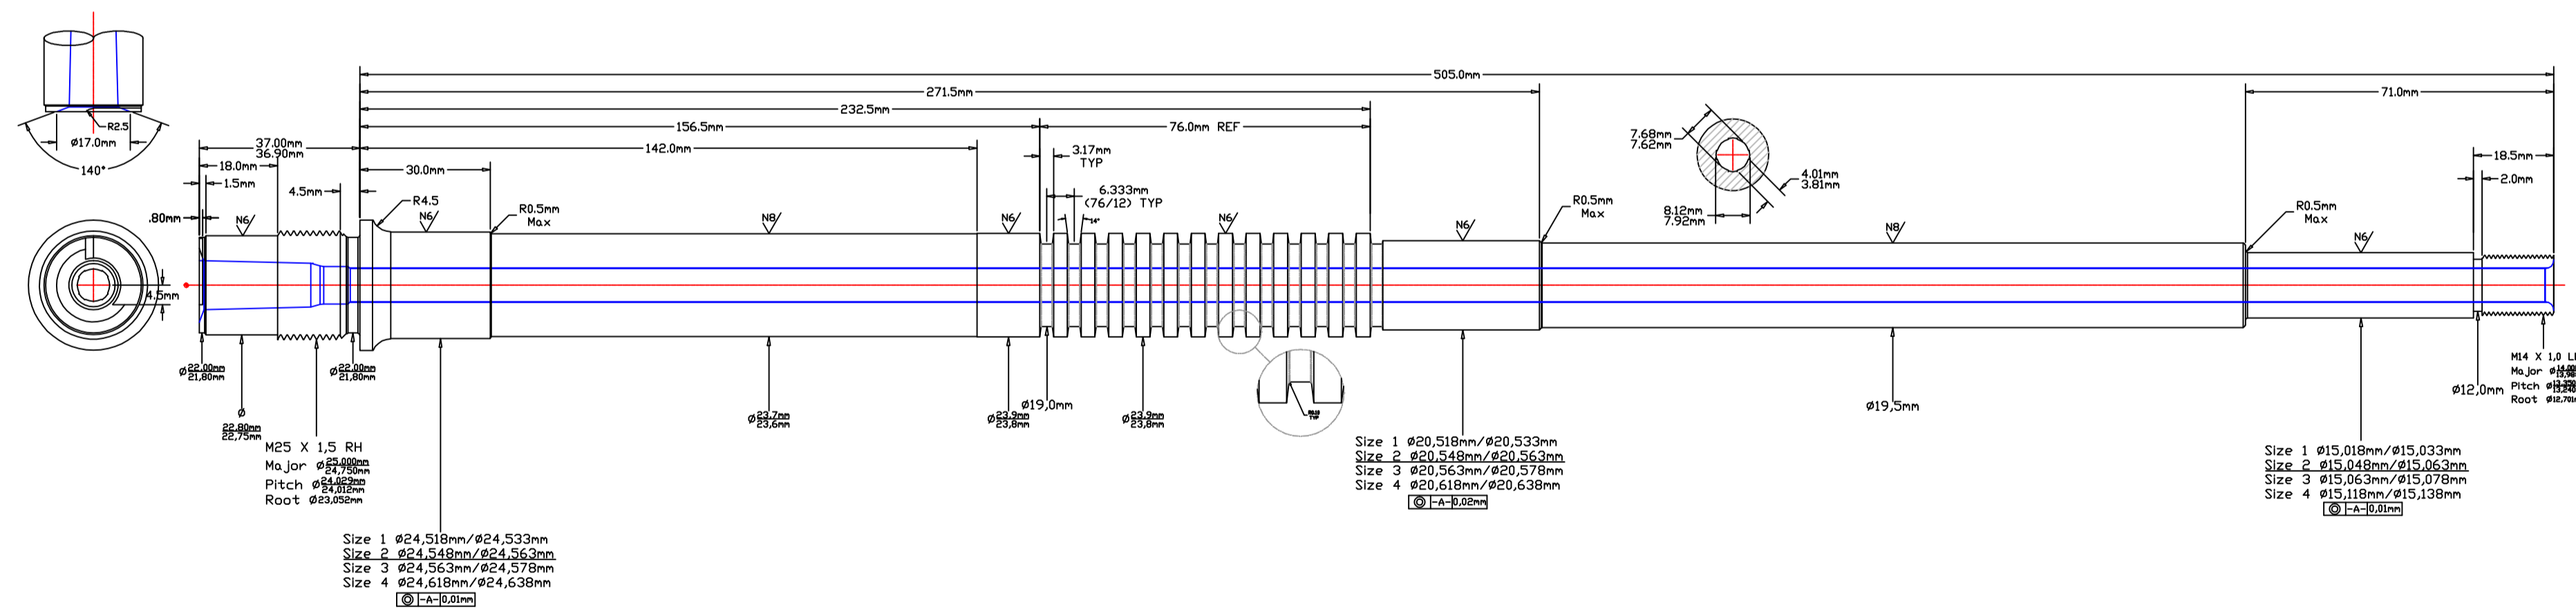 505.0mm
271.5mm
71.0mm
232.5mm
156.5mm
76.0mm REF
R2.5
Ø17.0mm
140°
37.00mm
36.90mm
142.0mm
18.0mm
30.0mm
1.5mm
4.5mm
.80mm
3.17mm
TYP
6.333mm
(76/12) TYP
14°
7.68mm
7.62mm
4.01mm
3.81mm
8.12mm
7.92mm
18.5mm
2.0mm
R4.5
N6
N6
R0.5mm
Max
N8
N6
N6
N6
R0.5mm
Max
N8
R0.5mm
Max
N6
4.5mm
Ø22,00mm
21,80mm
Ø22,00mm
21,80mm
Ø
22,80mm
22,75mm
M25 X 1,5 RH
Major Ø25,000mm
24,750mm
Pitch Ø24,029mm
24,012mm
Root Ø23,052mm
Ø23,7mm
23,6mm
Ø23,9mm
23,8mm
Ø19,0mm
Ø23,9mm
23,8mm
TYP
Ø19,5mm
Ø12,0mm
M14 X 1,0
Major
Pitch
Root
Size 1 Ø20,518mm/Ø20,533mm
Size 2 Ø20,548mm/Ø20,563mm
Size 3 Ø20,563mm/Ø20,578mm
Size 4 Ø20,618mm/Ø20,638mm
◎ -A- 0,02mm
Size 1 Ø15,018mm/Ø15,033mm
Size 2 Ø15,048mm/Ø15,063mm
Size 3 Ø15,063mm/Ø15,078mm
Size 4 Ø15,118mm/Ø15,138mm
◎ -A- 0,01mm
Size 1 Ø24,518mm/Ø24,533mm
Size 2 Ø24,548mm/Ø24,563mm
Size 3 Ø24,563mm/Ø24,578mm
Size 4 Ø24,618mm/Ø24,638mm
◎ -A- 0,01mm